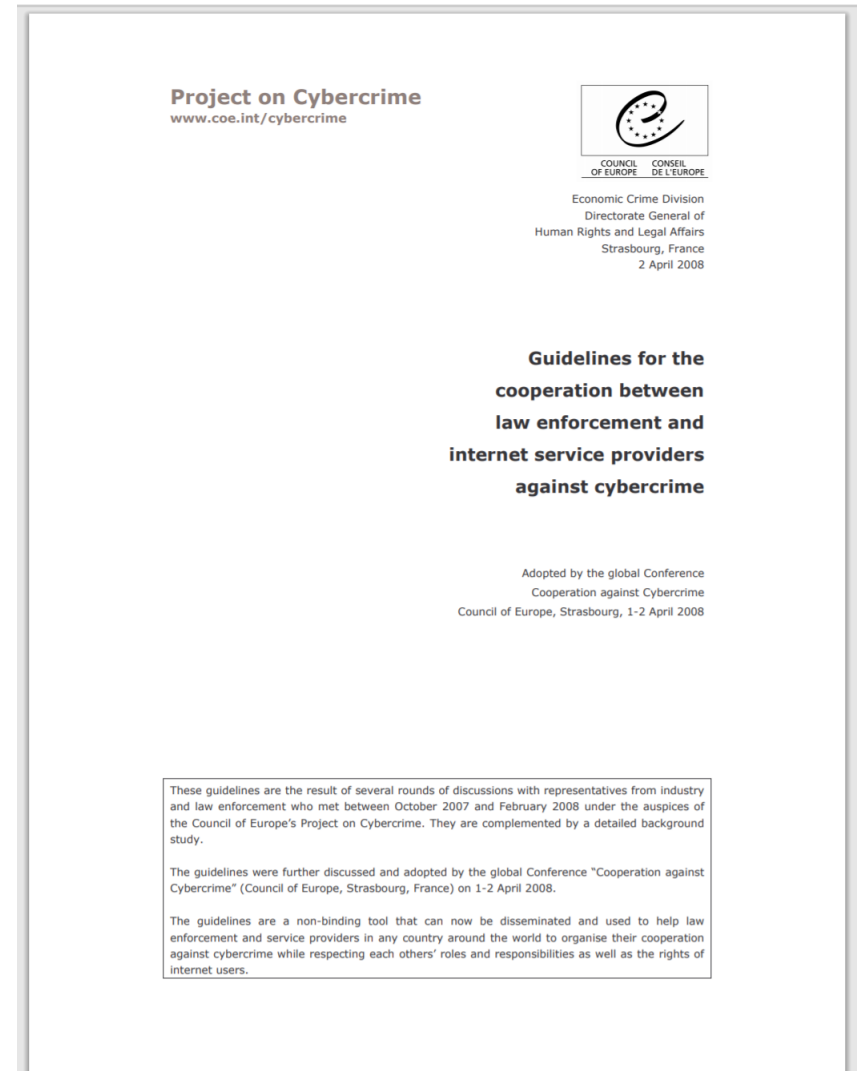 Project on Cybercrime
www.coe.int/cybercrime
COUNCIL CONSEIL
OF EUROPE DE L'EUROPE
Economic Crime Division
Directorate General of
Human Rights and Legal Affairs
Strasbourg, France
2 April 2008
Guidelines for the
cooperation between
law enforcement and
internet service providers
against cybercrime
Adopted by the global Conference
Cooperation against Cybercrime
Council of Europe, Strasbourg, 1-2 April 2008
These guidelines are the result of several rounds of discussions with representatives from industry
and law enforcement who met between October 2007 and February 2008 under the auspices of
the Council of Europe's Project on Cybercrime. They are complemented by a detailed background
study.
The guidelines were further discussed and adopted by the global Conference “Cooperation against
Cybercrime” (Council of Europe, Strasbourg, France) on 1-2 April 2008.
The guidelines are a non-binding tool that can now be disseminated and used to help law
enforcement and service providers in any country around the world to organise their cooperation
against cybercrime while respecting each others’ roles and responsibilities as well as the rights of
internet users.